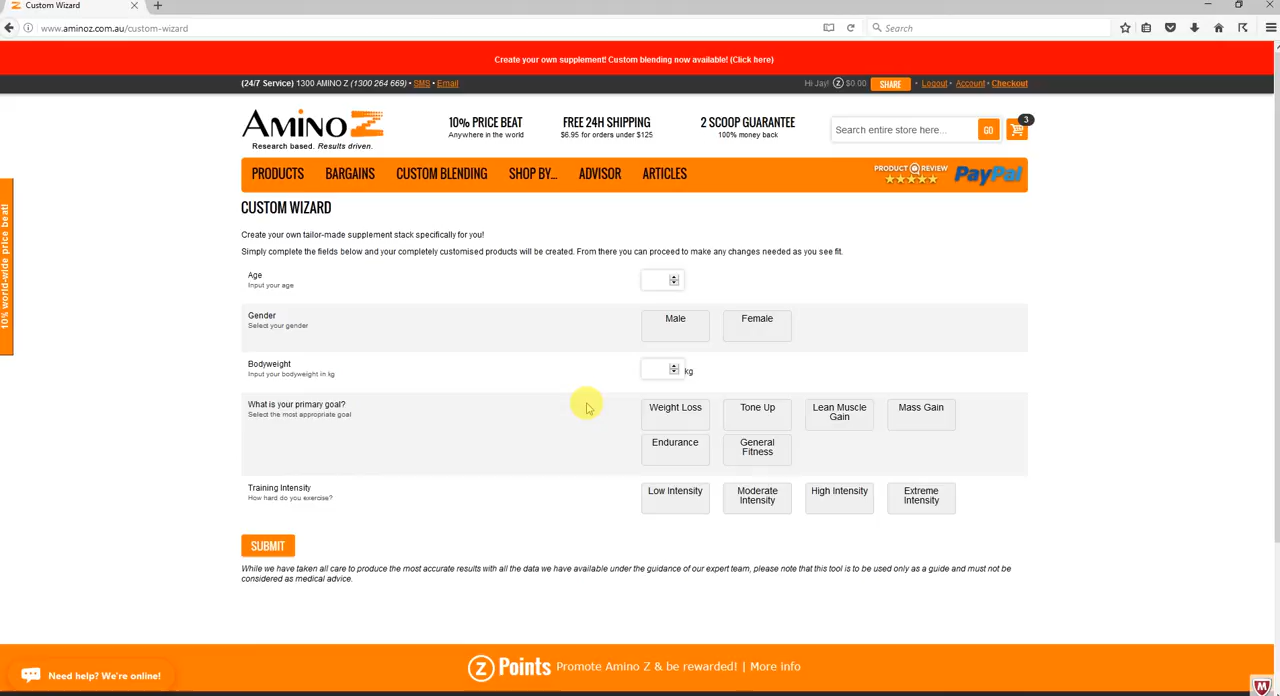 Custom Wizard
www.aminoz.com.au/custom-wizard
Search
Create your own supplement! Custom blending now available! (Click here)
(24/7 Service) 1300 AMINO Z (1300 264 669) • SMS • Email
Hi Jay! Z $0.00 SHARE • Logout • Account • Checkout
AMINO Z
Research based. Results driven.
10% PRICE BEAT
Anywhere in the world
FREE 24H SHIPPING
$6.95 for orders under $125
2 SCOOP GUARANTEE
100% money back
Search entire store here...
GO
3
PRODUCTS BARGAINS CUSTOM BLENDING SHOP BY... ADVISOR ARTICLES
PRODUCT REVIEW
PayPal
10% world-wide price beat!
CUSTOM WIZARD
Create your own tailor-made supplement stack specifically for you!
Simply complete the fields below and your completely customised products will be created. From there you can proceed to make any changes needed as you see fit.
Age
Input your age
Gender
Select your gender
Male Female
Bodyweight
Input your bodyweight in kg
kg
What is your primary goal?
Select the most appropriate goal
Weight Loss
Tone Up
Lean Muscle
Gain
Mass Gain
Endurance
General
Fitness
Training Intensity
How hard do you exercise?
Low Intensity
Moderate
Intensity
High Intensity
Extreme
Intensity
SUBMIT
While we have taken all care to produce the most accurate results with all the data we have available under the guidance of our expert team, please note that this tool is to be used only as a guide and must not be
considered as medical advice.
Z Points Promote Amino Z & be rewarded! | More info
Need help? We're online!